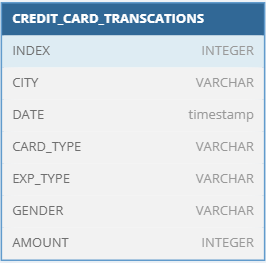 CREDIT_CARD_TRANSCATIONS
INDEX INTEGER
CITY VARCHAR
DATE timestamp
CARD_TYPE VARCHAR
EXP_TYPE VARCHAR
GENDER VARCHAR
AMOUNT INTEGER